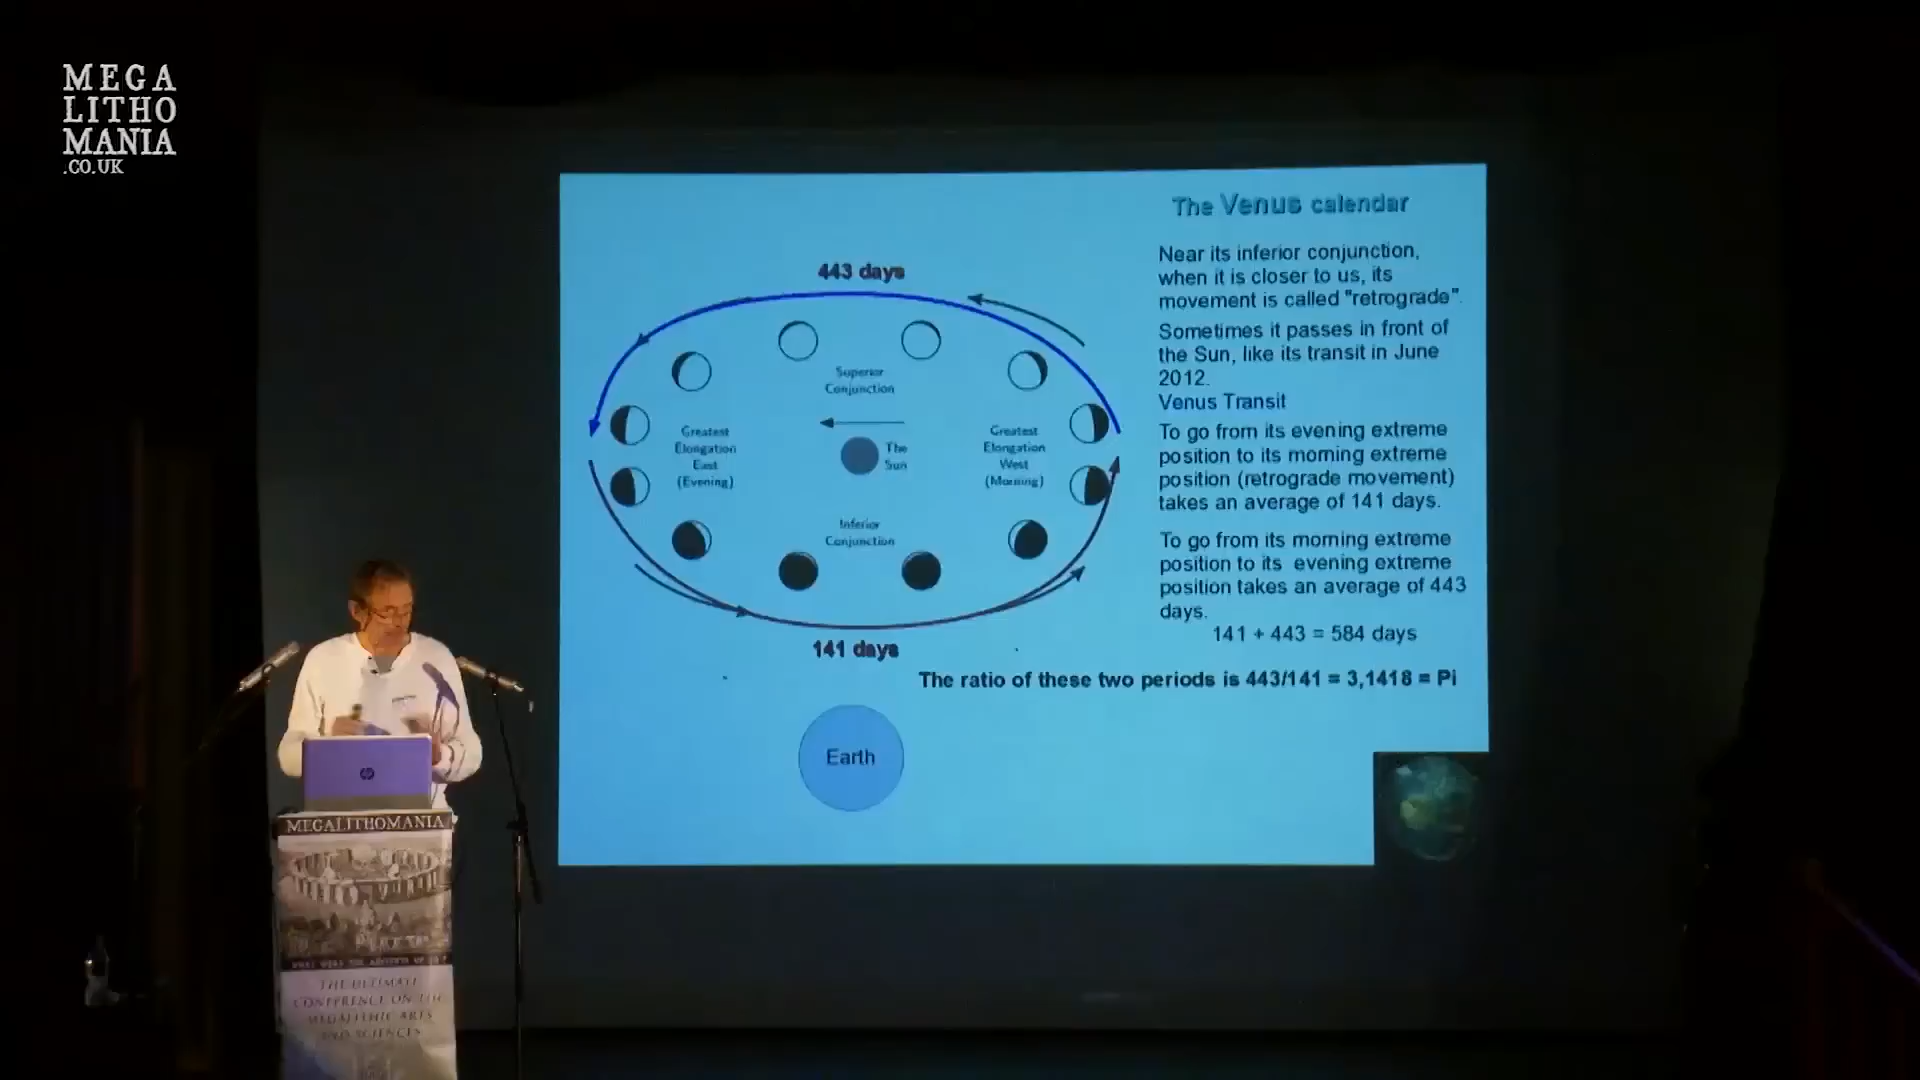 MEGA
LITHO
MANIA
.CO.UK
The Venus calendar
Near its inferior conjunction,
when it is closer to us, its
movement is called "retrograde".
Sometimes it passes in front of
the Sun, like its transit in June
2012.
Venus Transit
To go from its evening extreme
position to its morning extreme
position (retrograde movement)
takes an average of 141 days.
To go from its morning extreme
position to its evening extreme
position takes an average of 443
days.
141 + 443 = 584 days
The ratio of these two periods is 443/141 = 3,1418 = Pi
443 days
Superior
Conjunction
Greatest
Elongation
East
(Evening)
The
Sun
Greatest
Elongation
West
(Morning)
Inferior
Conjunction
141 days
Earth
hp
MEGALITHOMANIA
THE ULTIMATE
CONFERENCE ON THE
MEGALITHIC ARTS
AND SCIENCES